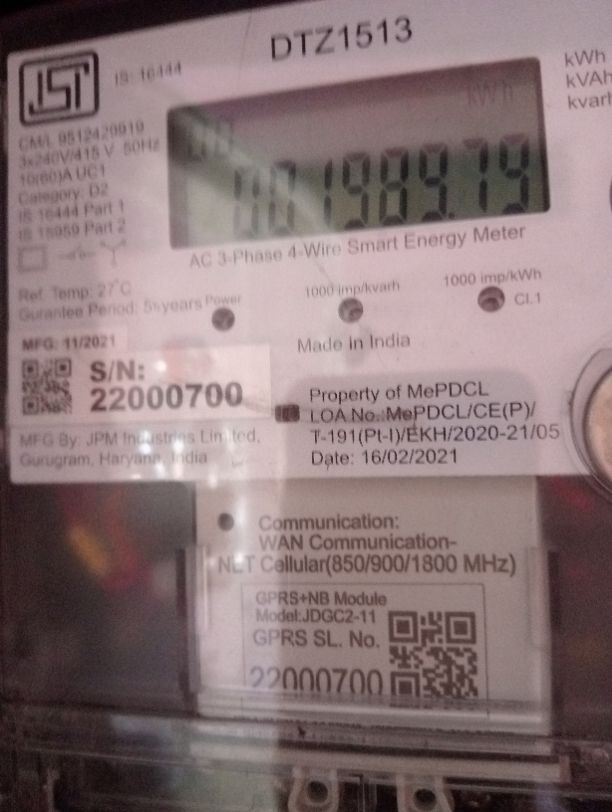 DTZ1513
IS: 16444
kWh
kVAh
kvarh
kWh
001989.79
CM/L 9512429919
3x240V/415 V 50Hz
10(60)A UC1
Category: D2
IS 16444 Part 1
IS 15959 Part 2
AC 3-Phase 4-Wire Smart Energy Meter
Ref. Temp: 27°C
Gurantee Period: 5½years
Power
1000 imp/kvarh
1000 imp/kWh
Cl.1
MFG: 11/2021
Made in India
S/N:
22000700
MFG By: JPM Industries Limited,
Gurugram, Haryana, India
Property of MePDCL
LOA No.:MePDCL/CE(P)/
T-191(Pt-I)/EKH/2020-21/05
Date: 16/02/2021
Communication:
WAN Communication-
NET Cellular(850/900/1800 MHz)
GPRS+NB Module
Model:JDGC2-11
GPRS SL. No.
22000700